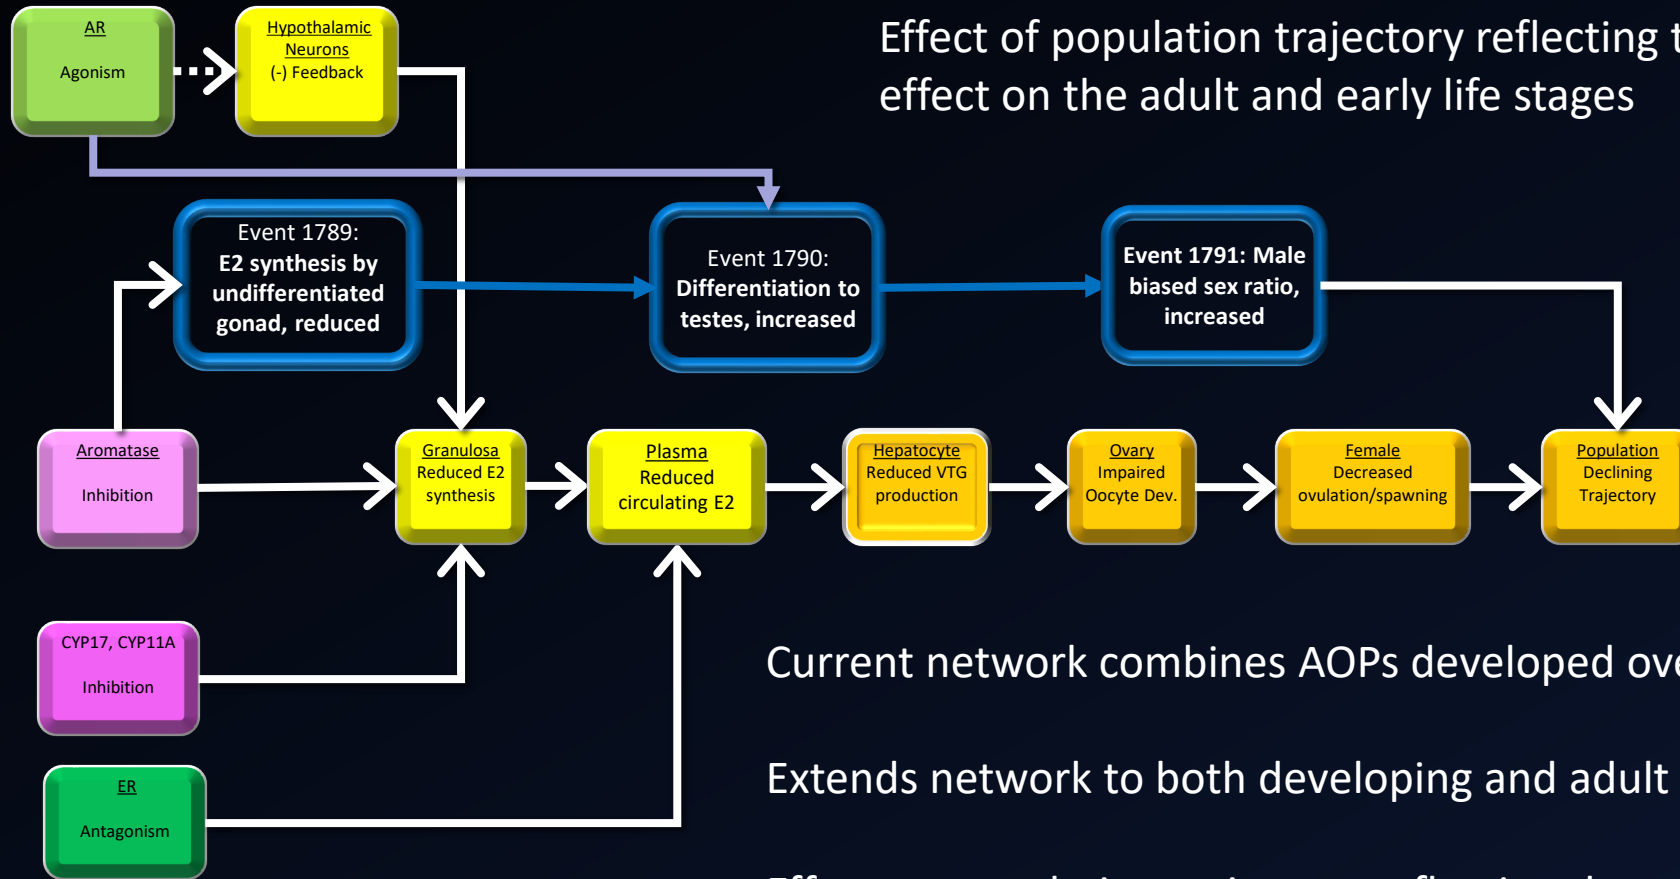 AR
Agonism
Hypothalamic
Neurons
(-) Feedback
Effect of population trajectory reflecting
effect on the adult and early life stages
Event 1789:
E2 synthesis by
undifferentiated
gonad, reduced
Event 1790:
Differentiation to
testes, increased
Event 1791: Male
biased sex ratio,
increased
Aromatase
Inhibition
Granulosa
Reduced E2
synthesis
Plasma
Reduced
circulating E2
Hepatocyte
Reduced VTG
production
Ovary
Impaired
Oocyte Dev.
Female
Decreased
ovulation/spawning
Population
Declining
Trajectory
CYP17, CYP11A
Inhibition
Current network combines AOPs developed
ER
Antagonism
Extends network to both developing and adult